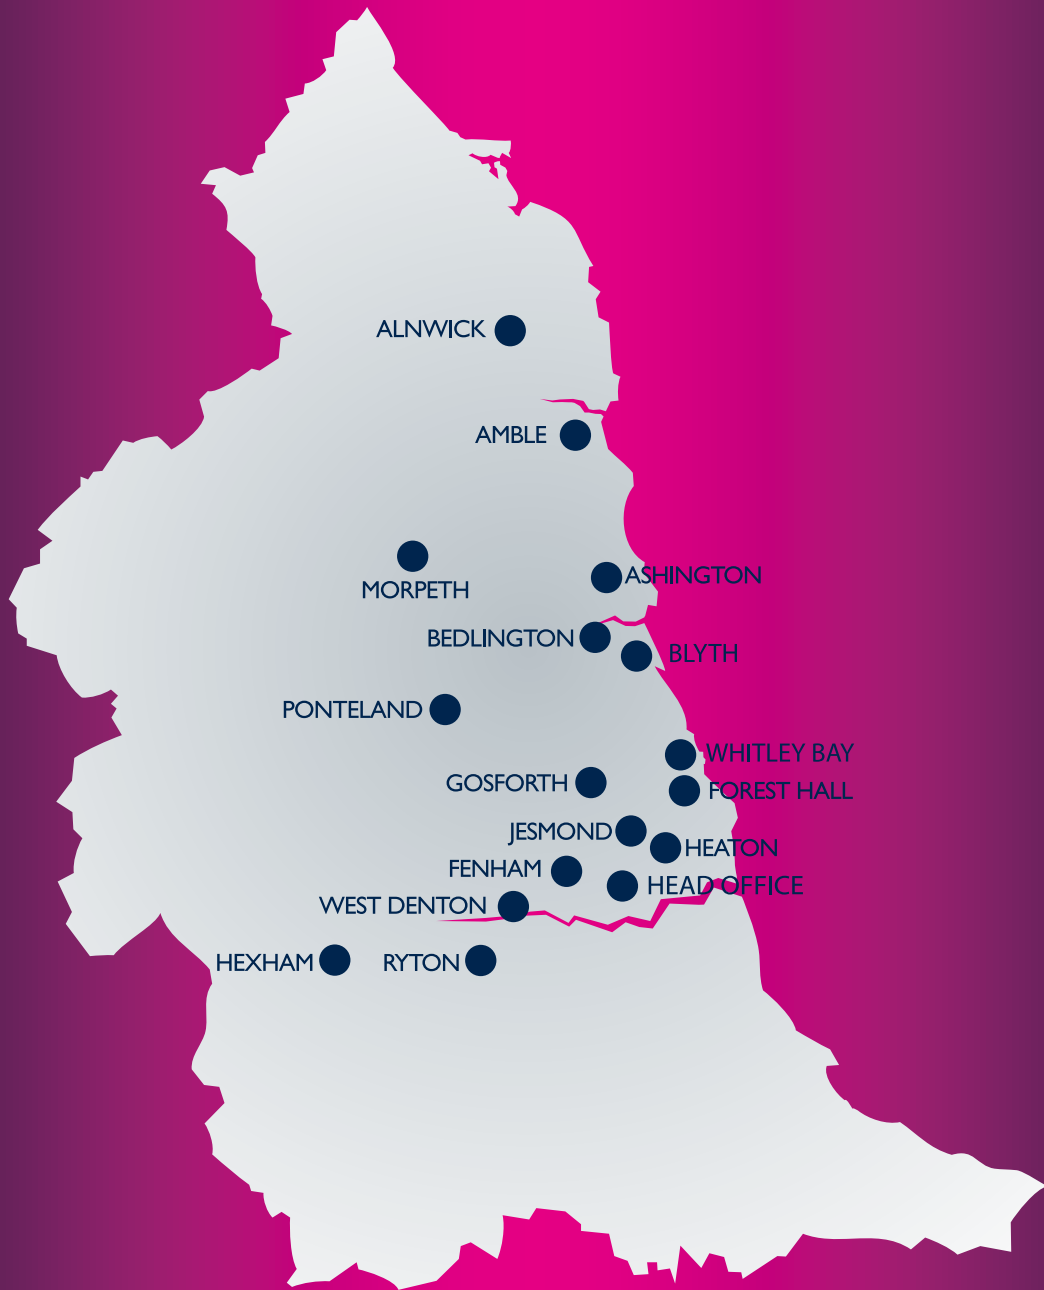 ALNWICK
AMBLE
ASHINGTON
MORPETH
BEDLINGTON
BLYTH
PONTELAND
WHITLEY BAY
GOSFORTH
FOREST HALL
JESMOND
HEATON
FENHAM
HEAD OFFICE
WEST DENTON
HEXHAM
RYTON